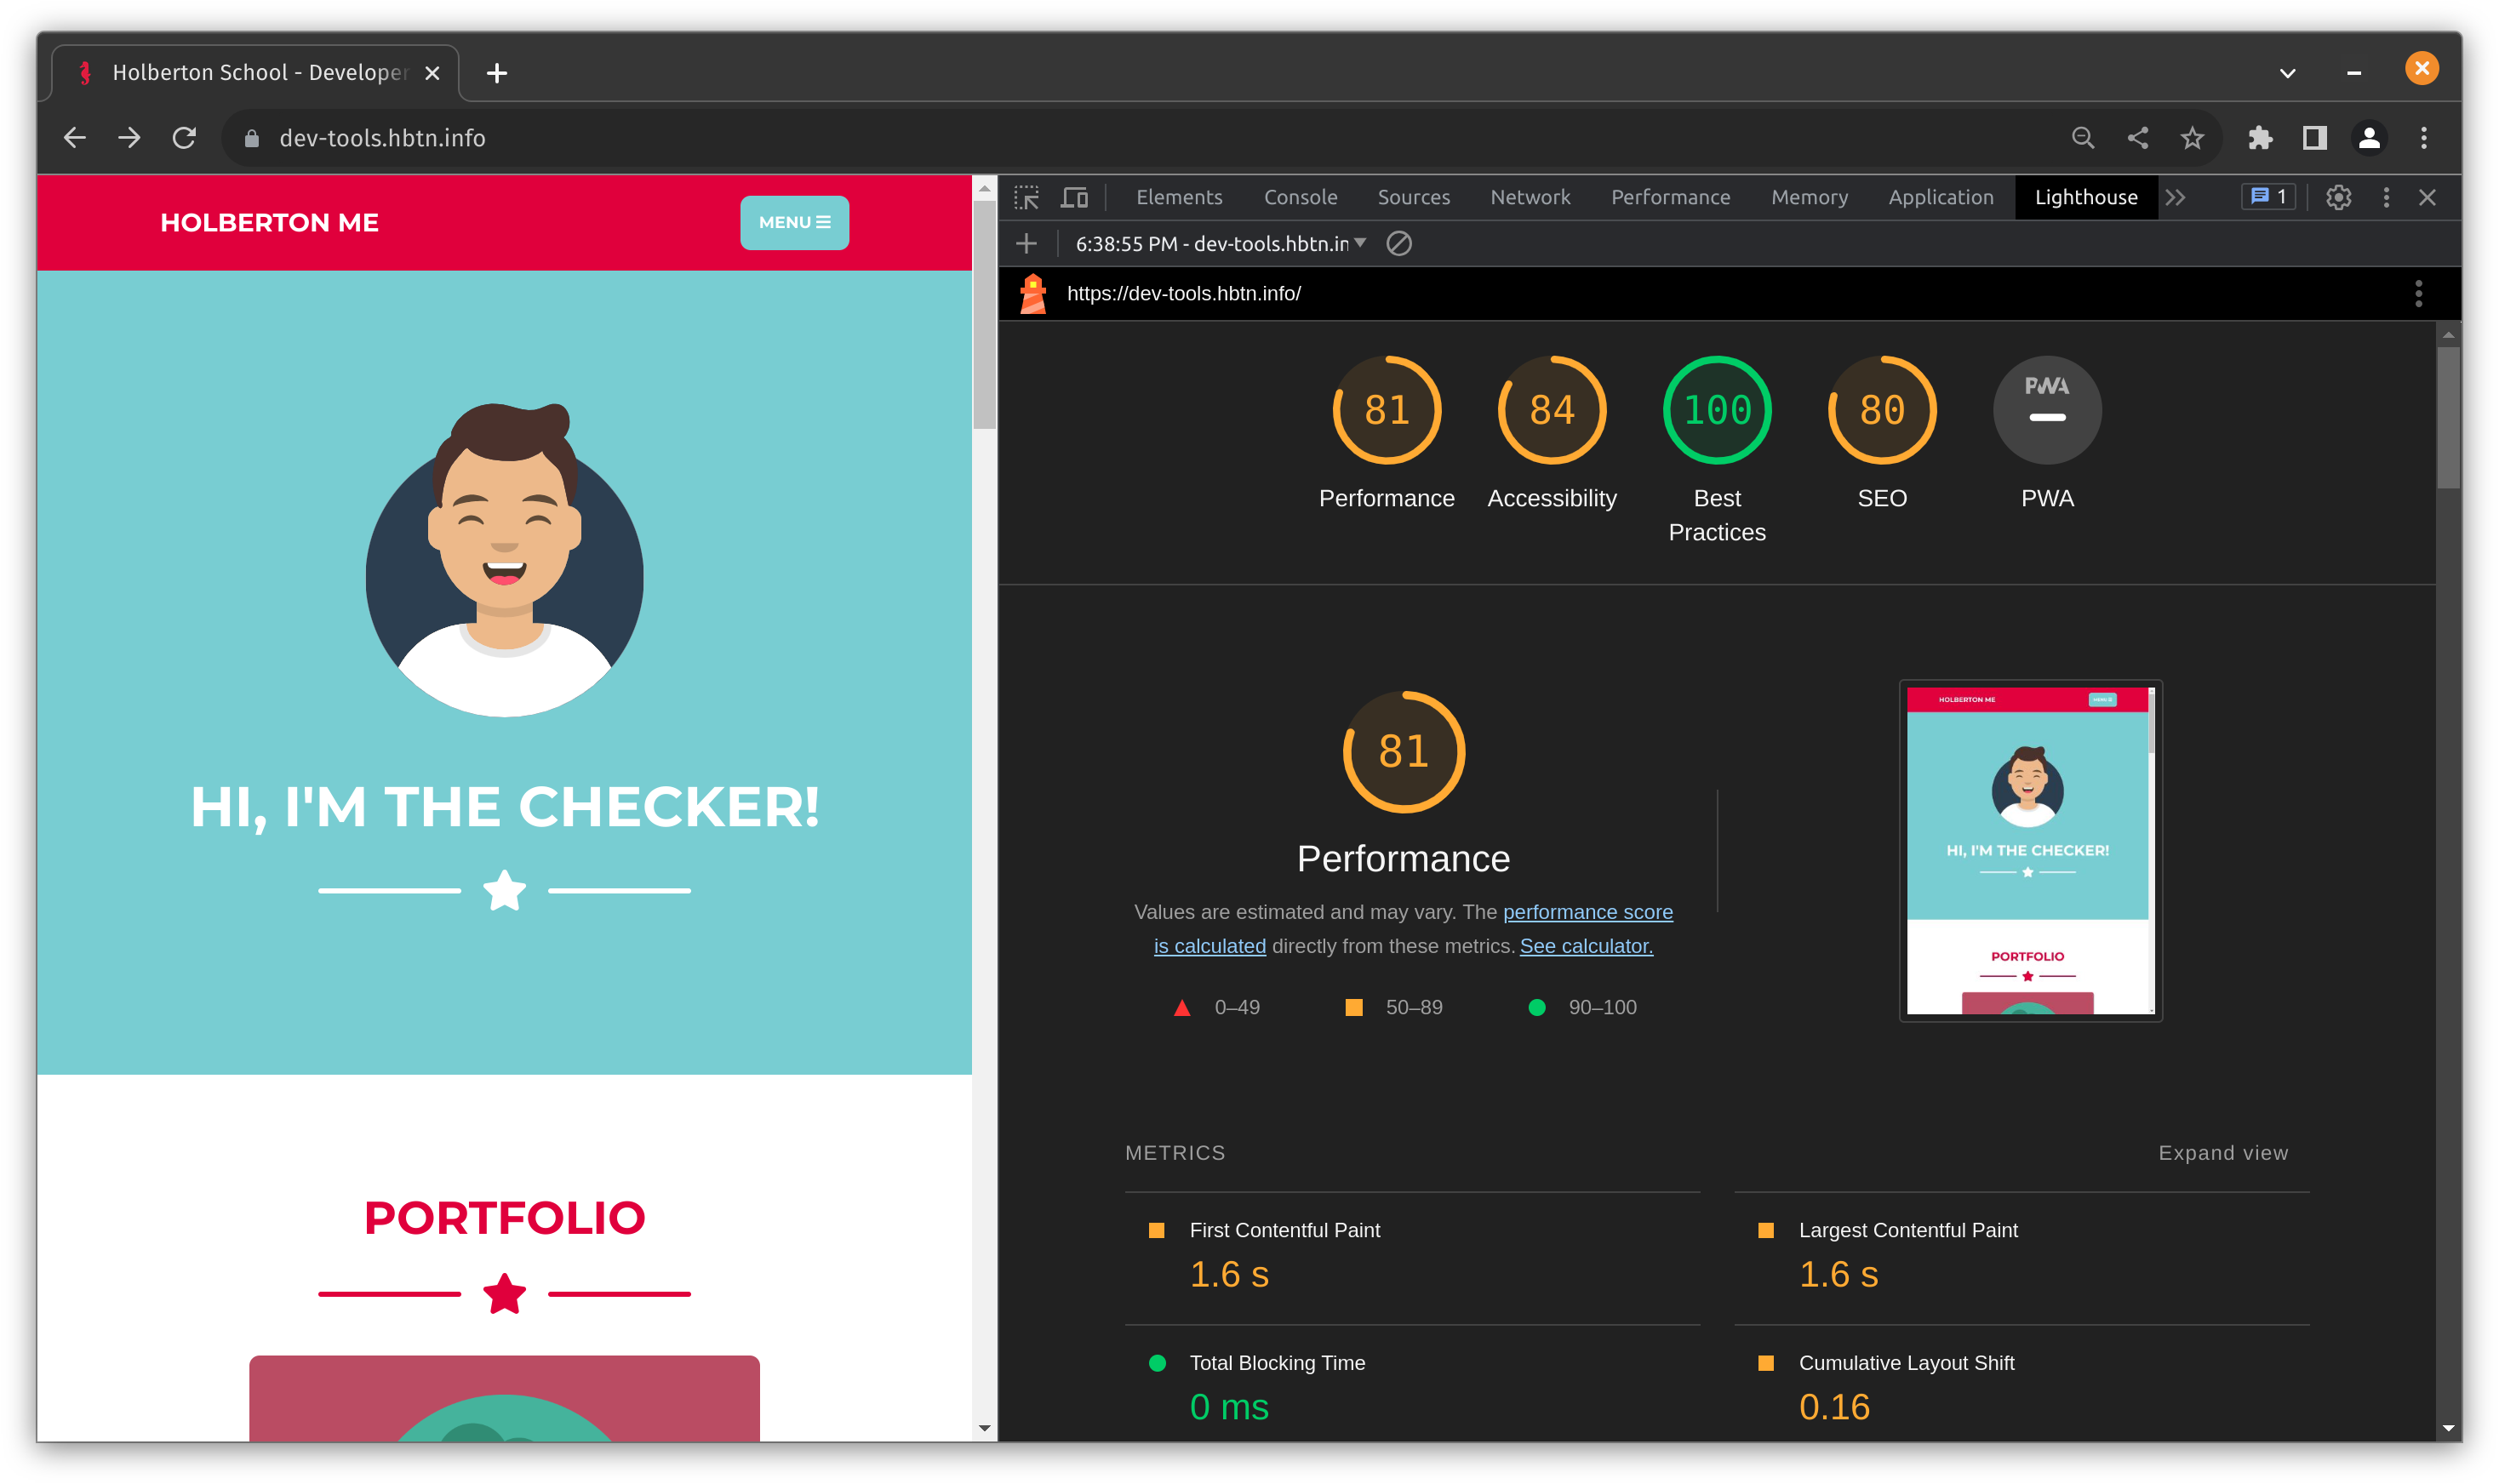 Holberton School - Developer
dev-tools.hbtn.info
HOLBERTON ME
MENU
HI, I'M THE CHECKER!
PORTFOLIO
Elements Console Sources Network Performance Memory Application Lighthouse 1
6:38:55 PM - dev-tools.hbtn.in
https://dev-tools.hbtn.info/
81 84 100 80 PWA
Performance Accessibility Best Practices SEO PWA
81
Performance
Values are estimated and may vary. The performance score
is calculated directly from these metrics. See calculator.
0–49 50–89 90–100
HOLBERTON ME
HI, I'M THE CHECKER!
PORTFOLIO
METRICS Expand view
First Contentful Paint
1.6 s
Largest Contentful Paint
1.6 s
Total Blocking Time
0 ms
Cumulative Layout Shift
0.16